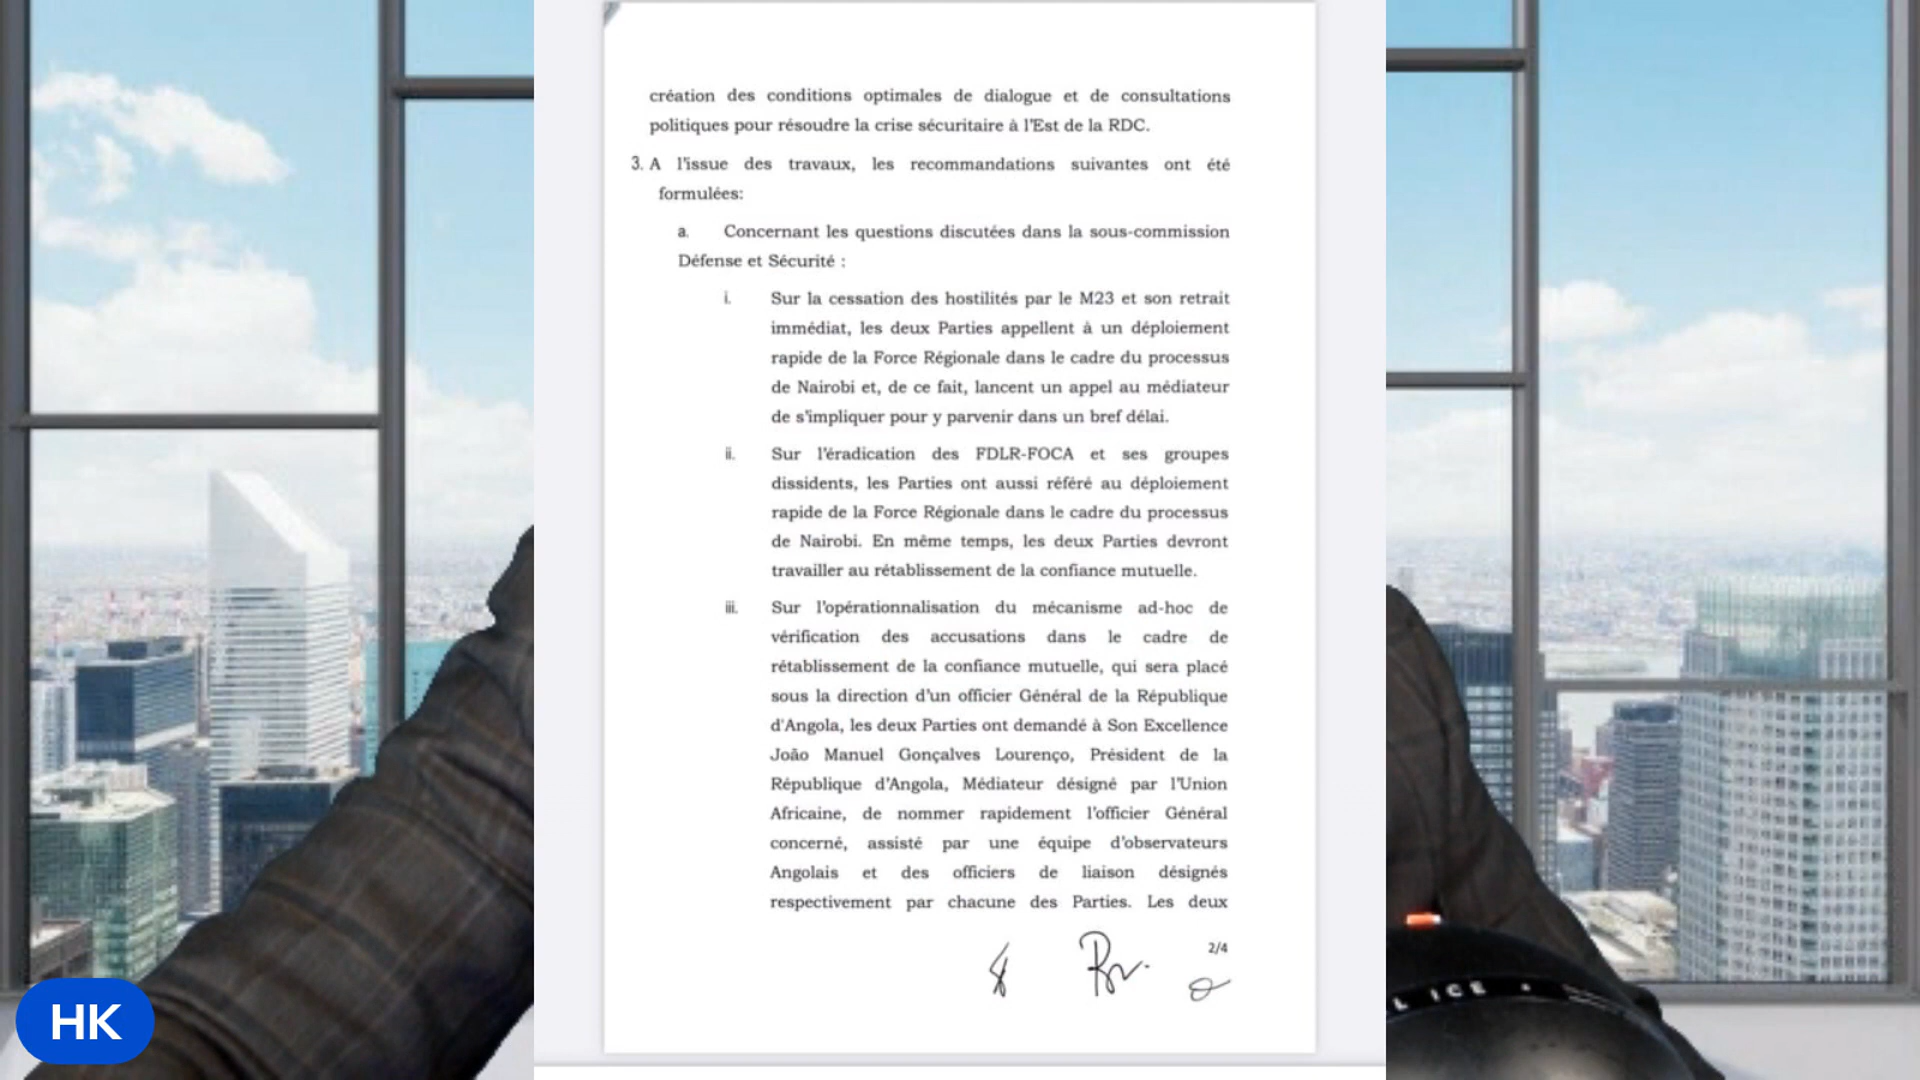 création des conditions optimales de dialogue et de consultations
politiques pour résoudre la crise sécuritaire à l'Est de la RDC.
3. A l'issue des travaux, les recommandations suivantes ont été
formulées:
a. Concernant les questions discutées dans la sous-commission
Défense et Sécurité :
i. Sur la cessation des hostilités par le M23 et son retrait
immédiat, les deux Parties appellent à un déploiement
rapide de la Force Régionale dans le cadre du processus
de Nairobi et, de ce fait, lancent un appel au médiateur
de s'impliquer pour y parvenir dans un bref délai.
ii. Sur l'éradication des FDLR-FOCA et ses groupes
dissidents, les Parties ont aussi référé au déploiement
rapide de la Force Régionale dans le cadre du processus
de Nairobi. En même temps, les deux Parties devront
travailler au rétablissement de la confiance mutuelle.
iii. Sur l'opérationnalisation du mécanisme ad-hoc de
vérification des accusations dans le cadre de
rétablissement de la confiance mutuelle, qui sera placé
sous la direction d'un officier Général de la République
d'Angola, les deux Parties ont demandé à Son Excellence
João Manuel Gonçalves Lourenço, Président de la
République d'Angola, Médiateur désigné par l'Union
Africaine, de nommer rapidement l'officier Général
concerné, assisté par une équipe d'observateurs
Angolais et des officiers de liaison désignés
respectivement par chacune des Parties. Les deux
2/4
HK
L ICE